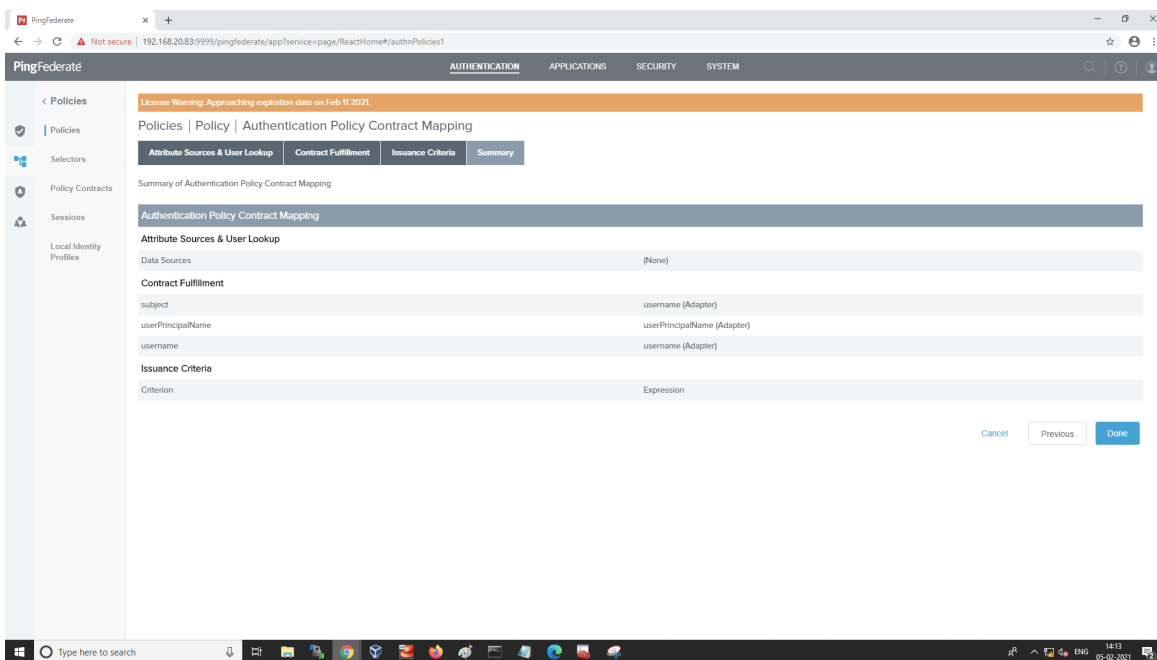 Pf PingFederate
Not secure | 192.168.20.83:9999/pingfederate/app?service=page/ReactHome#/authnPolicies1
PingFederate AUTHENTICATION APPLICATIONS SECURITY SYSTEM
< Policies
Policies
Selectors
Policy Contracts
Sessions
Local Identity
Profiles
License Warning: Approaching expiration date on Feb 11 2021.
Policies | Policy | Authentication Policy Contract Mapping
Attribute Sources & User Lookup Contract Fulfillment Issuance Criteria Summary
Summary of Authentication Policy Contract Mapping
Authentication Policy Contract Mapping
Attribute Sources & User Lookup
Data Sources (None)
Contract Fulfillment
subject username (Adapter)
userPrincipalName userPrincipalName (Adapter)
username username (Adapter)
Issuance Criteria
Criterion Expression
Cancel Previous Done
Type here to search
ENG
14:13
05-02-2021